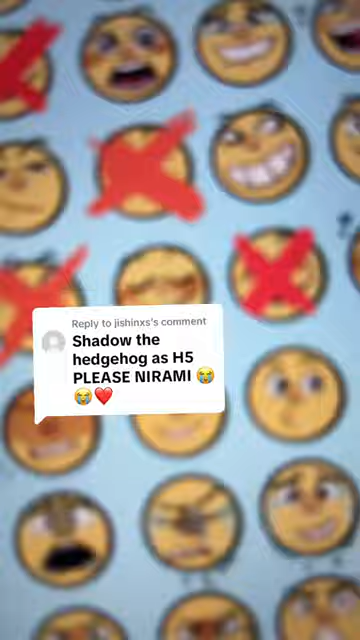 Reply to jishinxs's comment
Shadow the
hedgehog as H5
PLEASE NIRAMI 😭
😭❤️